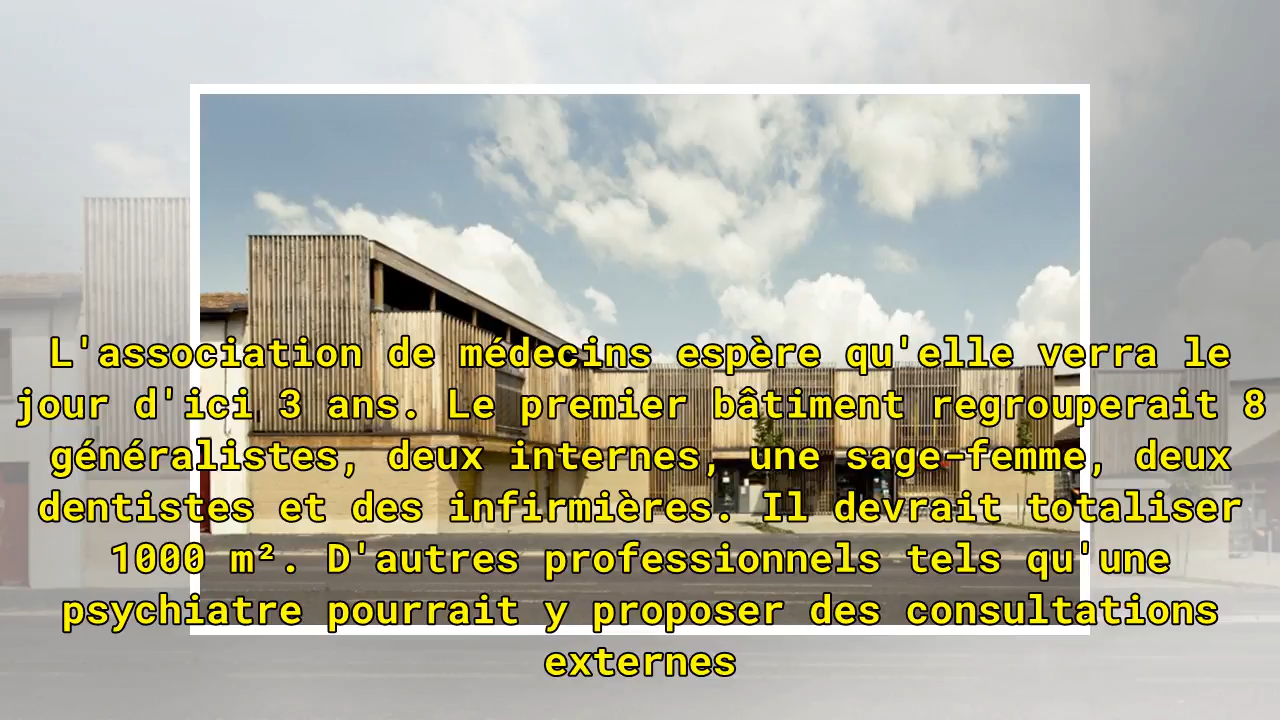 L'association de médecins espère qu'elle verra le
jour d'ici 3 ans. Le premier bâtiment regrouperait 8
généralistes, deux internes, une sage-femme, deux
dentistes et des infirmières. Il devrait totaliser
1000 m². D'autres professionnels tels qu'une
psychiatre pourrait y proposer des consultations
externes